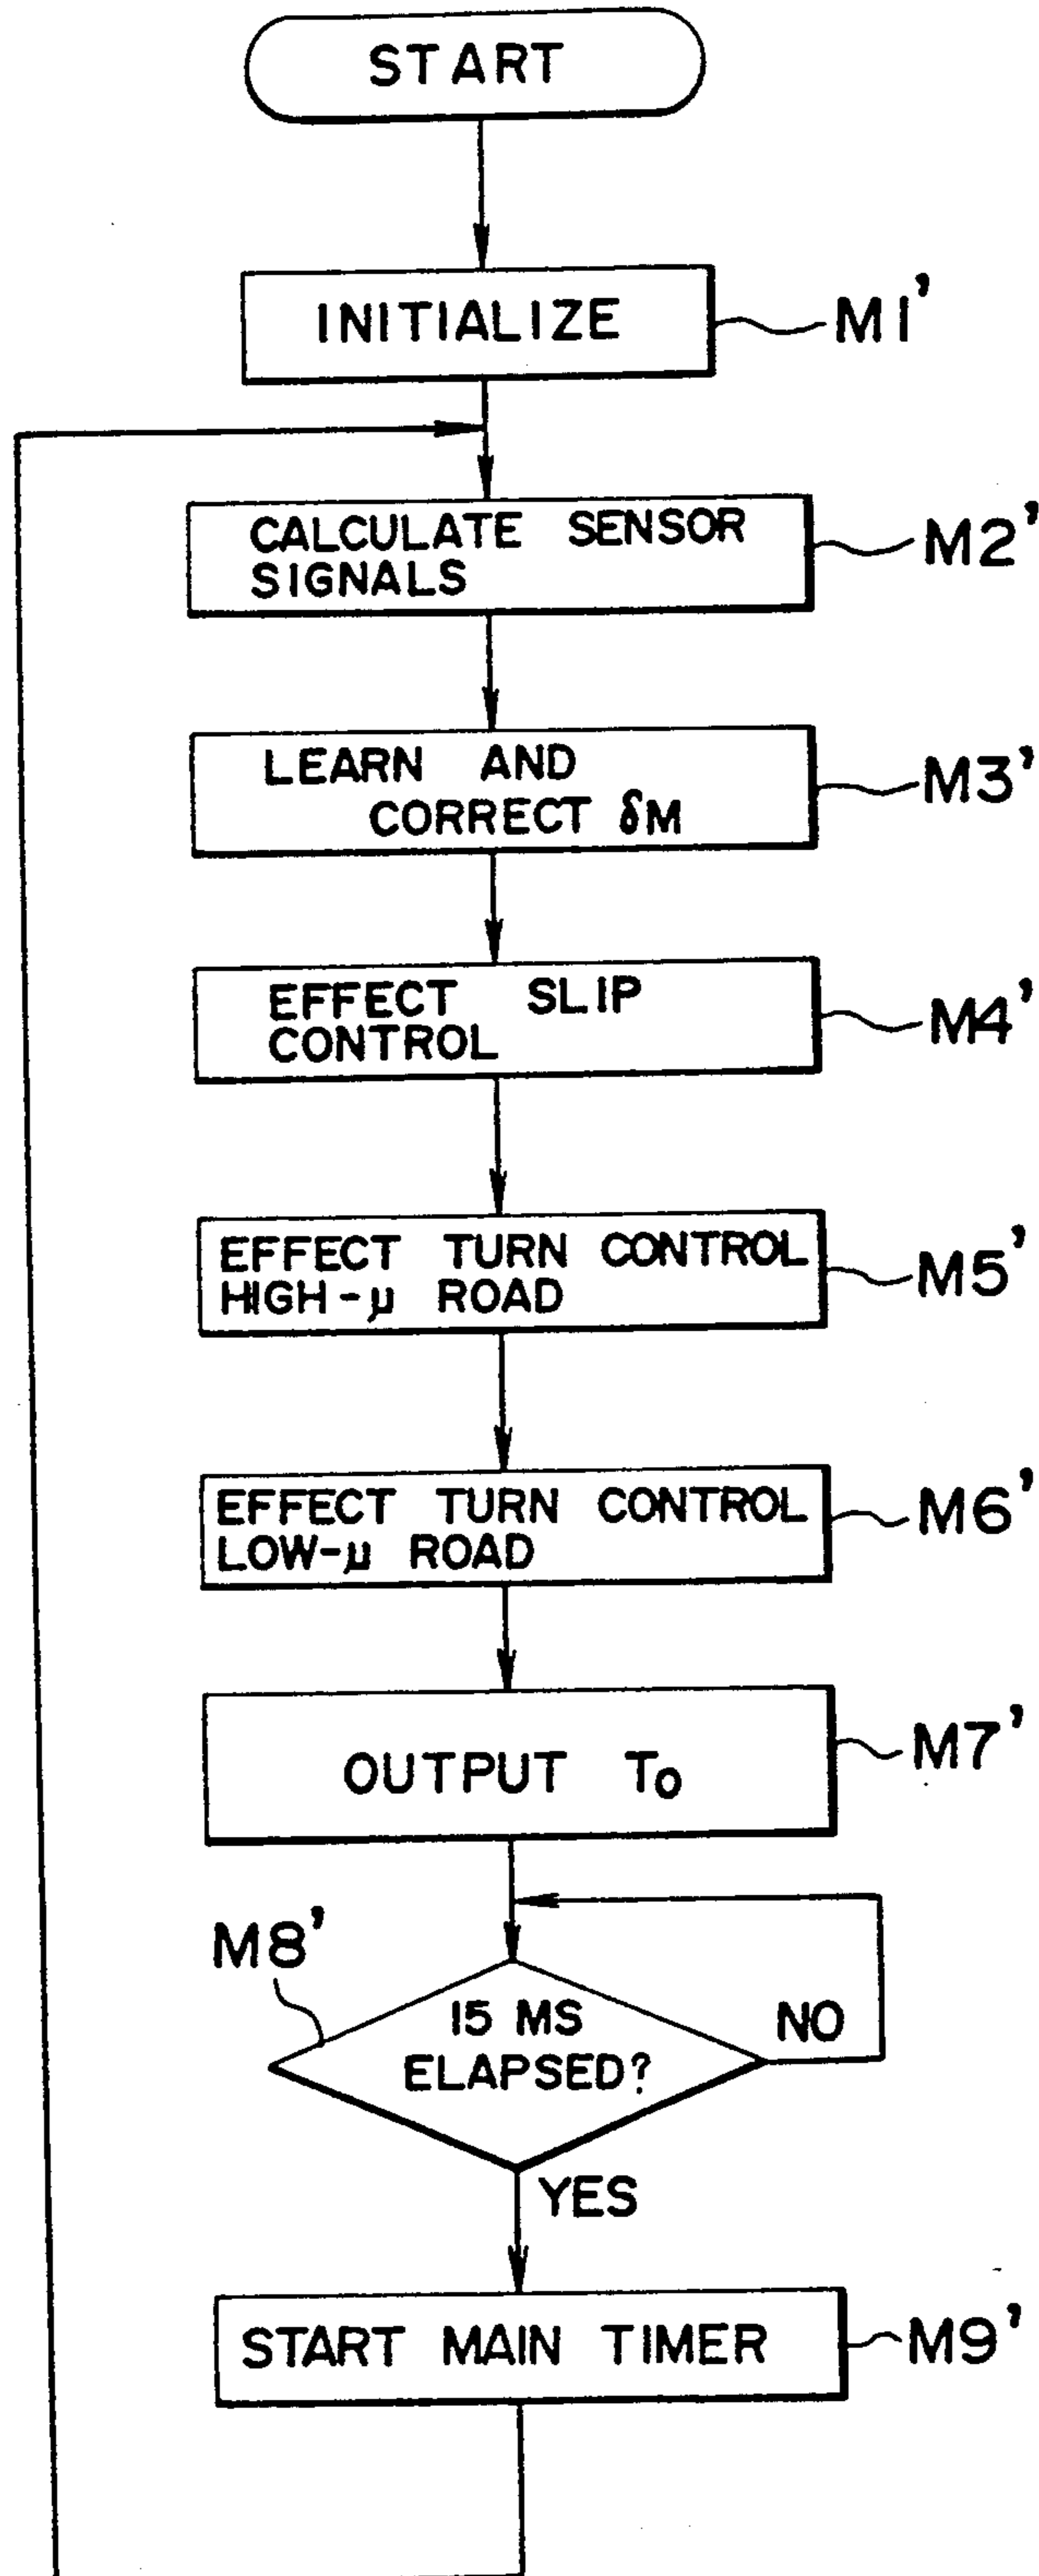 START
INITIALIZE
M1'
CALCULATE SENSOR
SIGNALS
M2'
LEARN AND
CORRECT δM
M3'
EFFECT SLIP
CONTROL
M4'
EFFECT TURN CONTROL
HIGH-μ ROAD
M5'
EFFECT TURN CONTROL
LOW-μ ROAD
M6'
OUTPUT To
M7'
M8'
15 MS
ELAPSED?
NO
YES
START MAIN TIMER
M9'